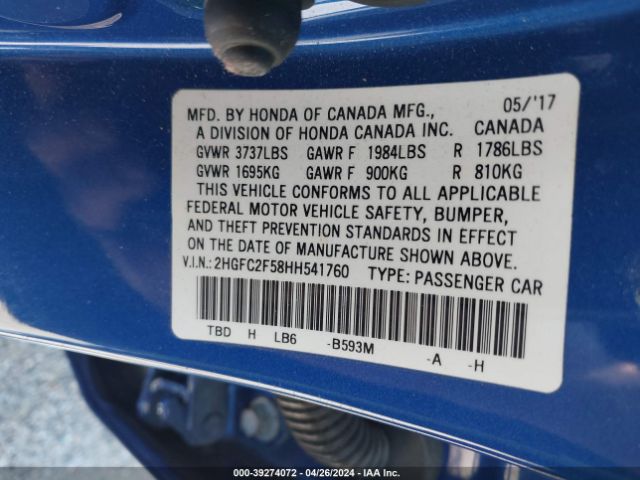 MFD. BY HONDA OF CANADA MFG., 05/'17
A DIVISION OF HONDA CANADA INC. CANADA
GVWR 3737LBS GAWR F 1984LBS R 1786LBS
GVWR 1695KG GAWR F 900KG R 810KG
THIS VEHICLE CONFORMS TO ALL APPLICABLE
FEDERAL MOTOR VEHICLE SAFETY, BUMPER,
AND THEFT PREVENTION STANDARDS IN EFFECT
ON THE DATE OF MANUFACTURE SHOWN ABOVE.
V.I.N.: 2HGFC2F58HH541760 TYPE: PASSENGER CAR
TBD H LB6 -B593M -A -H
000-39274072 | 04/26/2024 | IAA Inc.